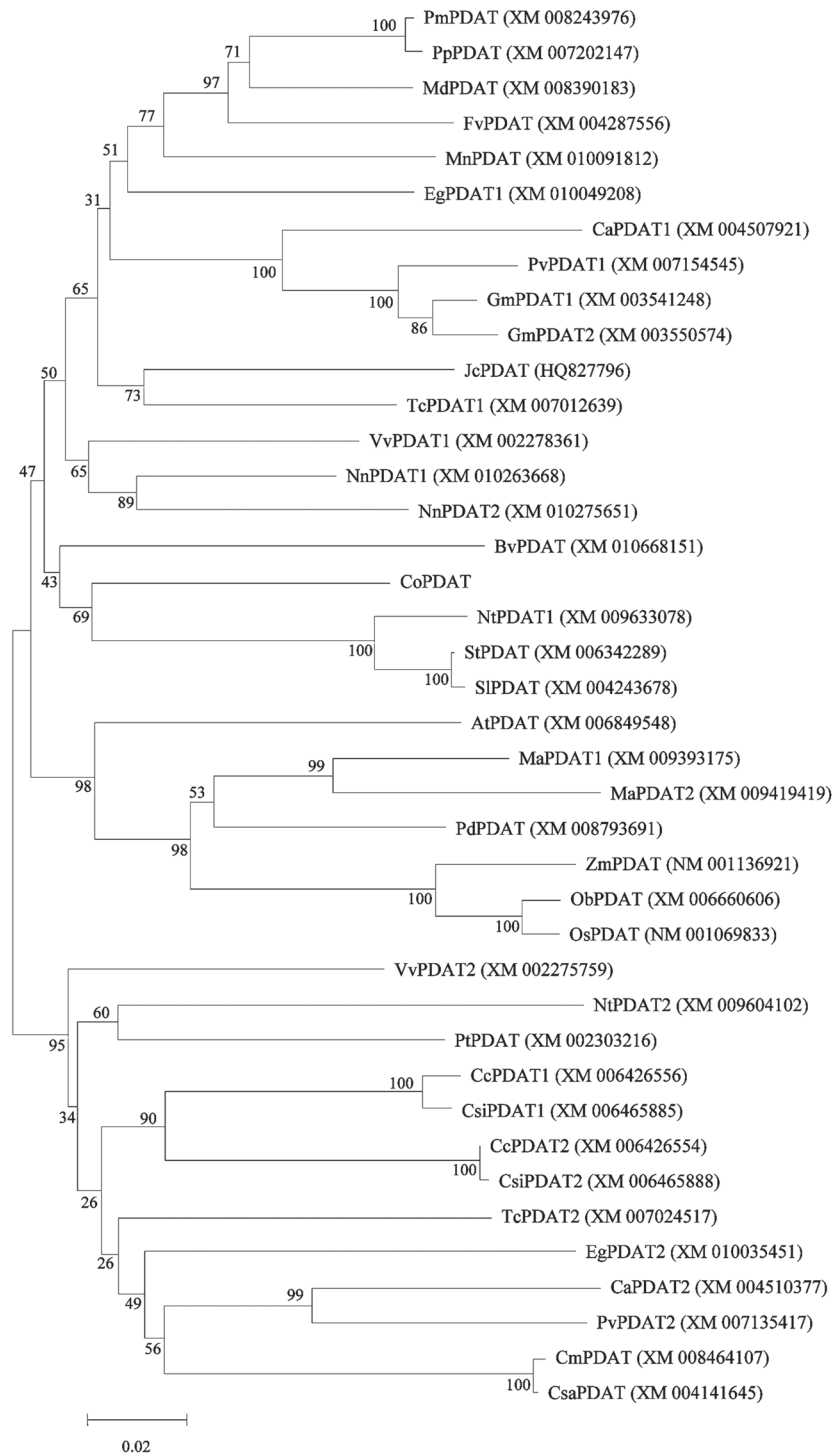 100
PmPDAT (XM 008243976)
71
PpPDAT (XM 007202147)
97
MdPDAT (XM 008390183)
77
FvPDAT (XM 004287556)
51
MnPDAT (XM 010091812)
31
EgPDAT1 (XM 010049208)
CaPDAT1 (XM 004507921)
100
PvPDAT1 (XM 007154545)
65
100
GmPDAT1 (XM 003541248)
86
GmPDAT2 (XM 003550574)
50
JcPDAT (HQ827796)
73
TcPDAT1 (XM 007012639)
VvPDAT1 (XM 002278361)
47
65
NnPDAT1 (XM 010263668)
89
NnPDAT2 (XM 010275651)
BvPDAT (XM 010668151)
43
CoPDAT
69
NtPDAT1 (XM 009633078)
100
StPDAT (XM 006342289)
100
SlPDAT (XM 004243678)
AtPDAT (XM 006849548)
99
MaPDAT1 (XM 009393175)
98
53
MaPDAT2 (XM 009419419)
PdPDAT (XM 008793691)
98
ZmPDAT (NM 001136921)
100
ObPDAT (XM 006660606)
100
OsPDAT (NM 001069833)
VvPDAT2 (XM 002275759)
60
NtPDAT2 (XM 009604102)
95
PtPDAT (XM 002303216)
100
CcPDAT1 (XM 006426556)
34
90
CsiPDAT1 (XM 006465885)
CcPDAT2 (XM 006426554)
100
CsiPDAT2 (XM 006465888)
26
TcPDAT2 (XM 007024517)
26
EgPDAT2 (XM 010035451)
49
99
CaPDAT2 (XM 004510377)
PvPDAT2 (XM 007135417)
56
CmPDAT (XM 008464107)
100
CsaPDAT (XM 004141645)
0.02